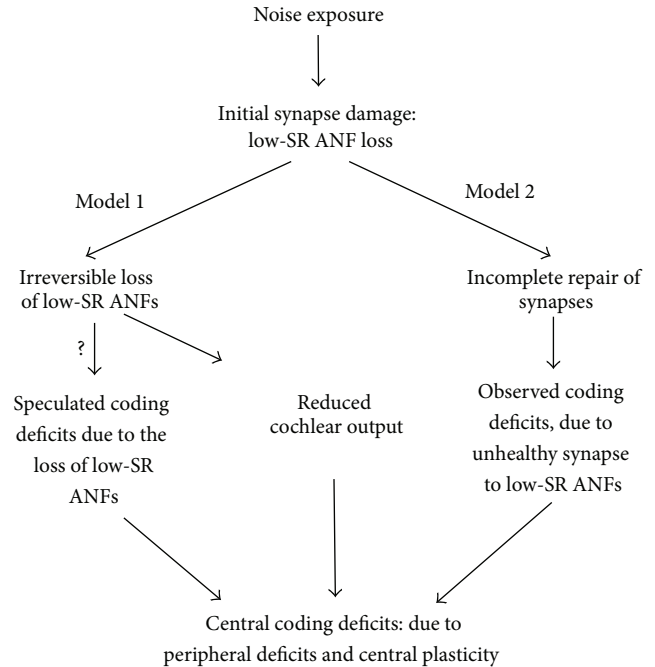 Noise exposure
Initial synapse damage:
low-SR ANF loss
Model 1
Model 2
Irreversible loss
of low-SR ANFs
Incomplete repair of
synapses
?
Speculated coding
deficits due to the
loss of low-SR
ANFs
Reduced
cochlear output
Observed coding
deficits, due to
unhealthy synapse
to low-SR ANFs
Central coding deficits: due to
peripheral deficits and central plasticity